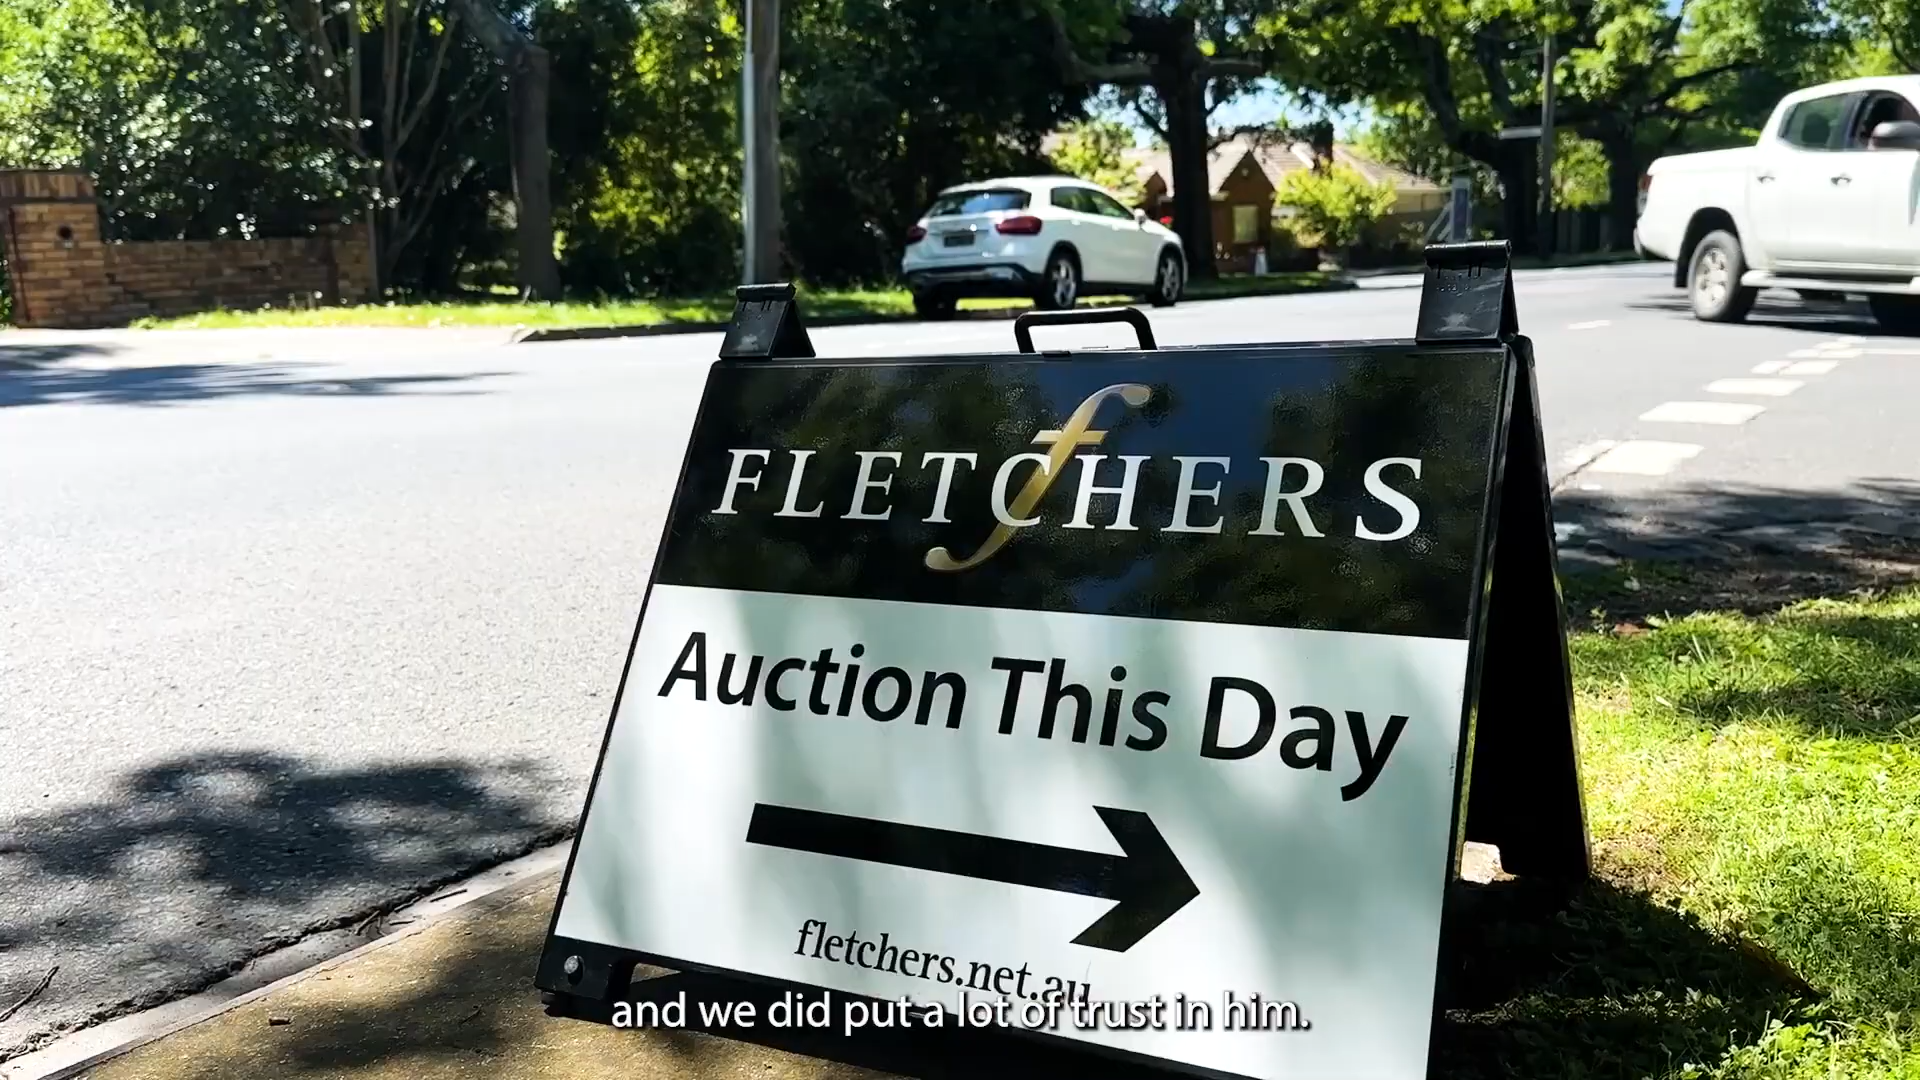 FLETCHERS
Auction This Day
fletchers.net.au
and we did put a lot of trust in him.